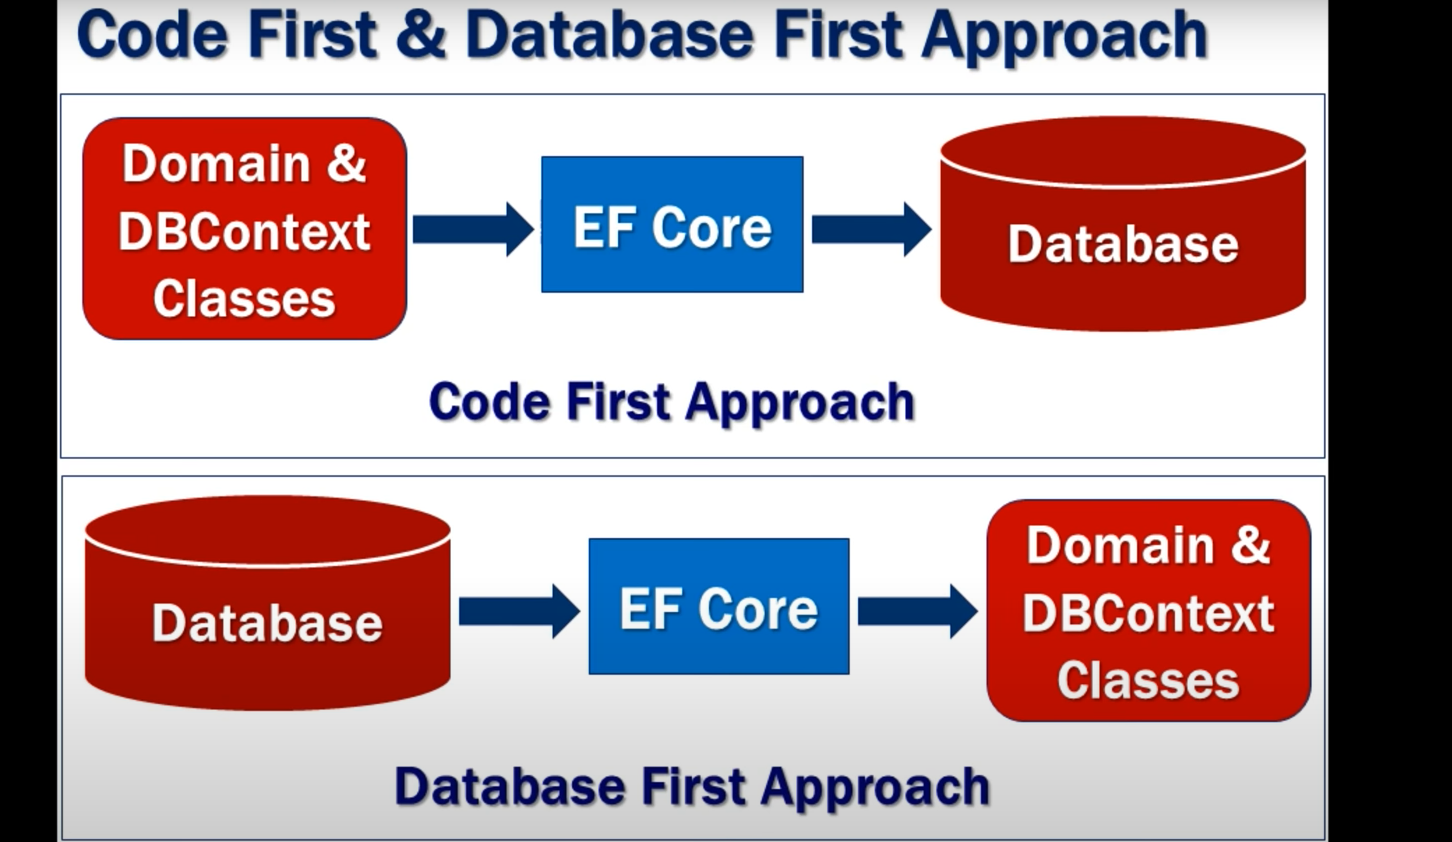 Code First & Database First Approach
Domain &
DBContext
Classes
EF Core
Database
Code First Approach
Database
EF Core
Domain &
DBContext
Classes
Database First Approach